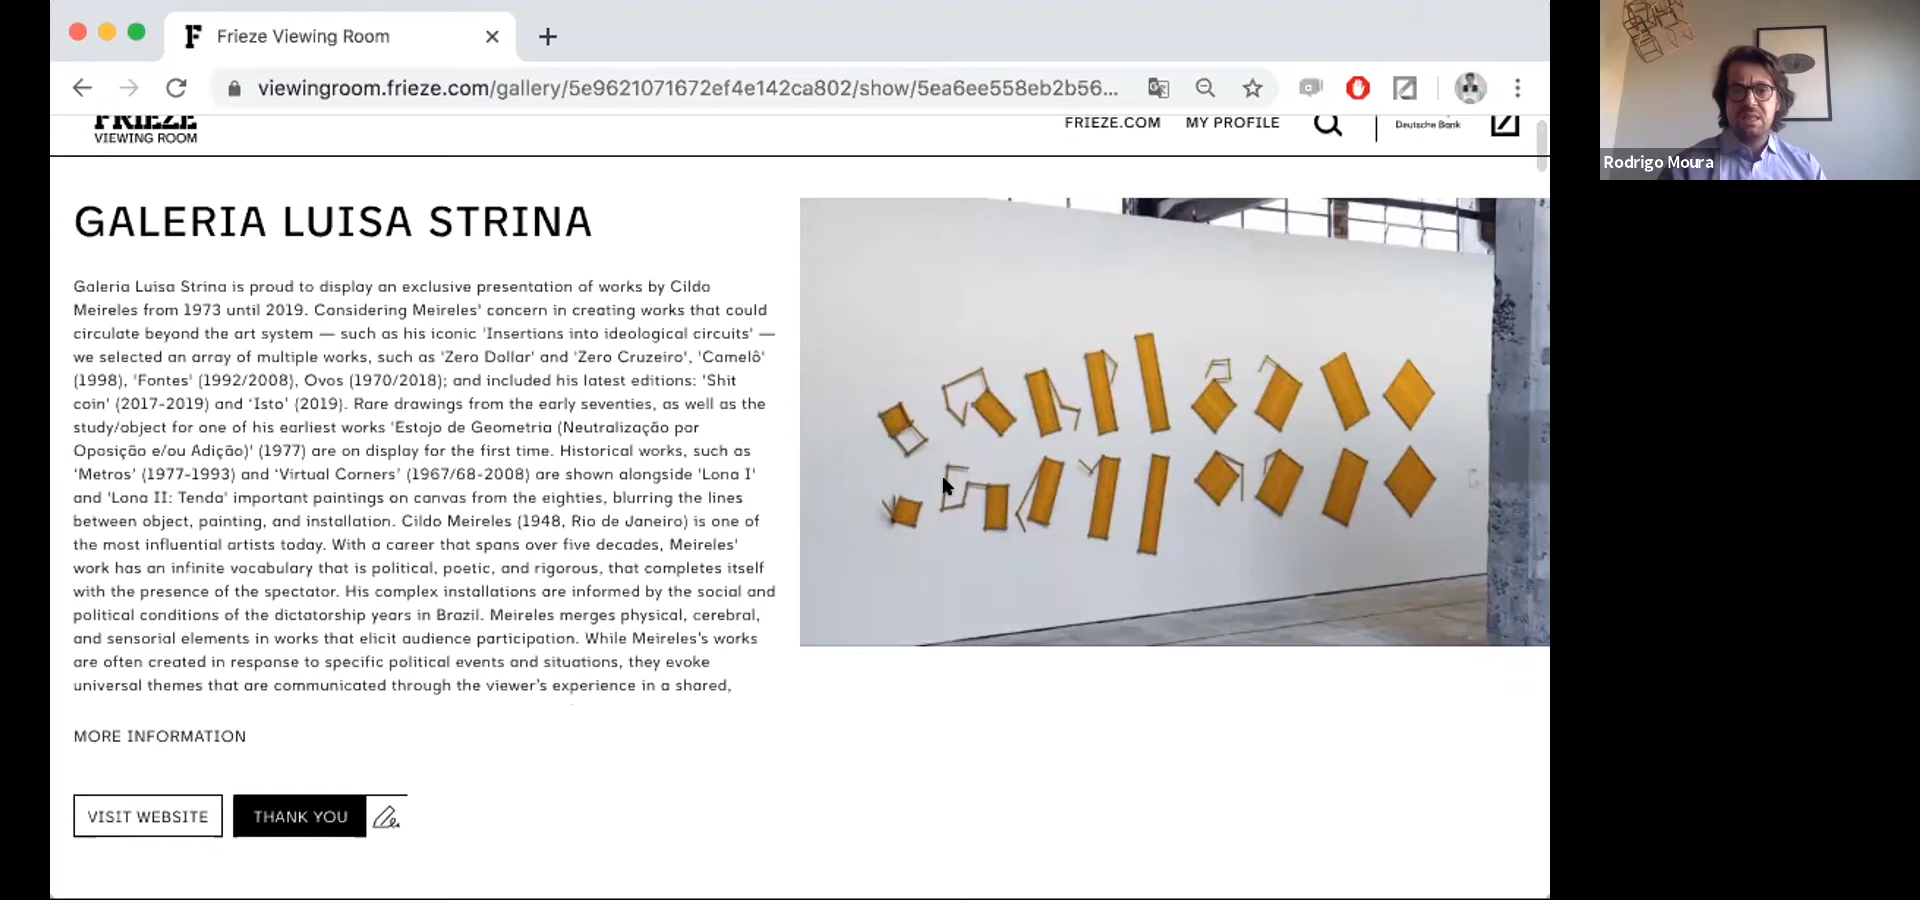 Frieze Viewing Room
viewingroom.frieze.com/gallery/5e9621071672ef4e142ca802/show/5ea6ee558eb2b56...
FRIEZE
VIEWING ROOM
FRIEZE.COM MY PROFILE
Deutsche Bank
Rodrigo Moura
GALERIA LUISA STRINA
Galeria Luisa Strina is proud to display an exclusive presentation of works by Cildo
Meireles from 1973 until 2019. Considering Meireles' concern in creating works that could
circulate beyond the art system — such as his iconic 'Insertions into ideological circuits' —
we selected an array of multiple works, such as 'Zero Dollar' and 'Zero Cruzeiro', 'Camelô'
(1998), 'Fontes' (1992/2008), Ovos (1970/2018); and included his latest editions: 'Shit
coin' (2017-2019) and ‘Isto’ (2019). Rare drawings from the early seventies, as well as the
study/object for one of his earliest works 'Estojo de Geometria (Neutralização por
Oposição e/ou Adição)' (1977) are on display for the first time. Historical works, such as
‘Metros’ (1977-1993) and ‘Virtual Corners’ (1967/68-2008) are shown alongside 'Lona I'
and 'Lona II: Tenda' important paintings on canvas from the eighties, blurring the lines
between object, painting, and installation. Cildo Meireles (1948, Rio de Janeiro) is one of
the most influential artists today. With a career that spans over five decades, Meireles'
work has an infinite vocabulary that is political, poetic, and rigorous, that completes itself
with the presence of the spectator. His complex installations are informed by the social and
political conditions of the dictatorship years in Brazil. Meireles merges physical, cerebral,
and sensorial elements in works that elicit audience participation. While Meireles’s works
are often created in response to specific political events and situations, they evoke
universal themes that are communicated through the viewer’s experience in a shared,
MORE INFORMATION
VISIT WEBSITE THANK YOU